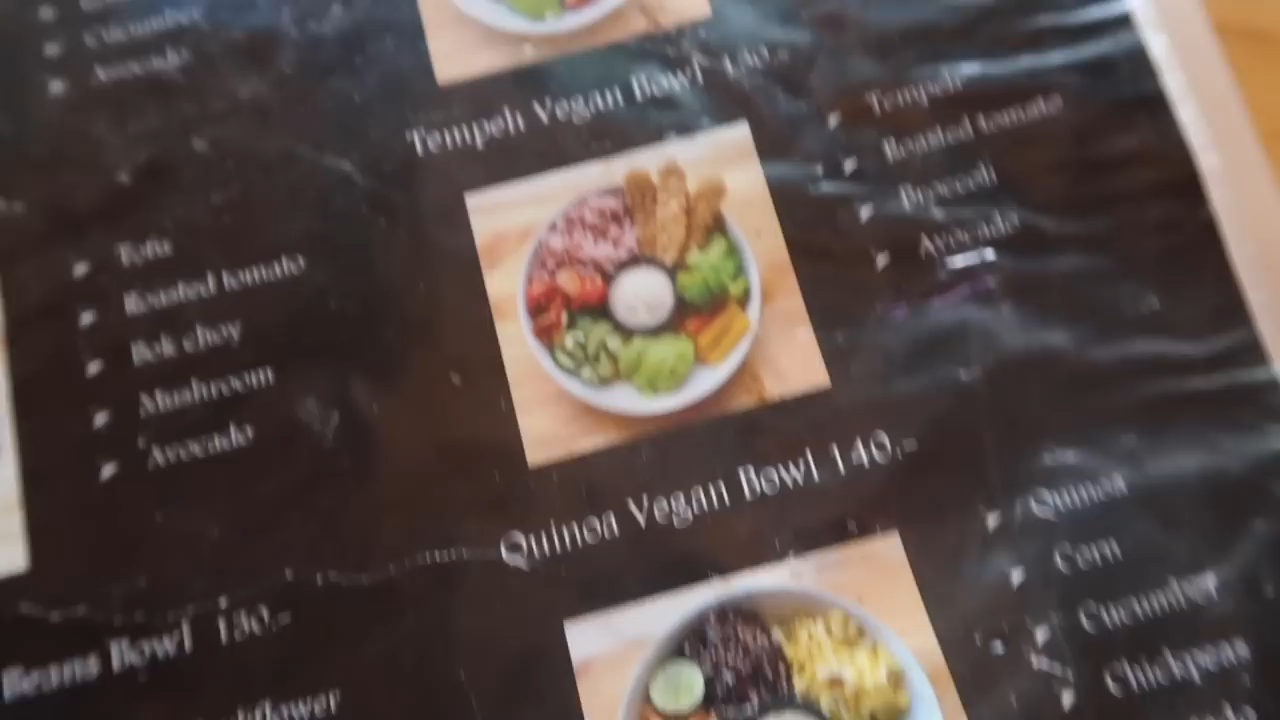 Cucumber
Avocado
Tofu
Roasted tomato
Bok choy
Mushroom
Avocado
Beans Bowl 130.-
Tempeh Vegan Bowl
Tempeh
Roasted tomato
Broccoli
Avocado
Quinoa Vegan Bowl 140.-
Quinoa
Corn
Cucumber
Chickpeas